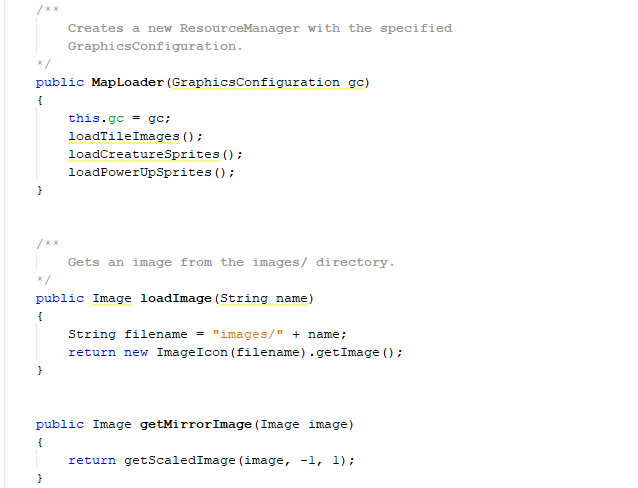 /**
Creates a new ResourceManager with the specified
GraphicsConfiguration.
*/
public MapLoader(GraphicsConfiguration gc)
{
this.gc = gc;
loadTileImages();
loadCreatureSprites();
loadPowerUpSprites();
}
/**
Gets an image from the images/ directory.
*/
public Image loadImage(String name)
{
String filename = "images/" + name;
return new ImageIcon(filename).getImage();
}
public Image getMirrorImage(Image image)
{
return getScaledImage(image, -1, 1);
}